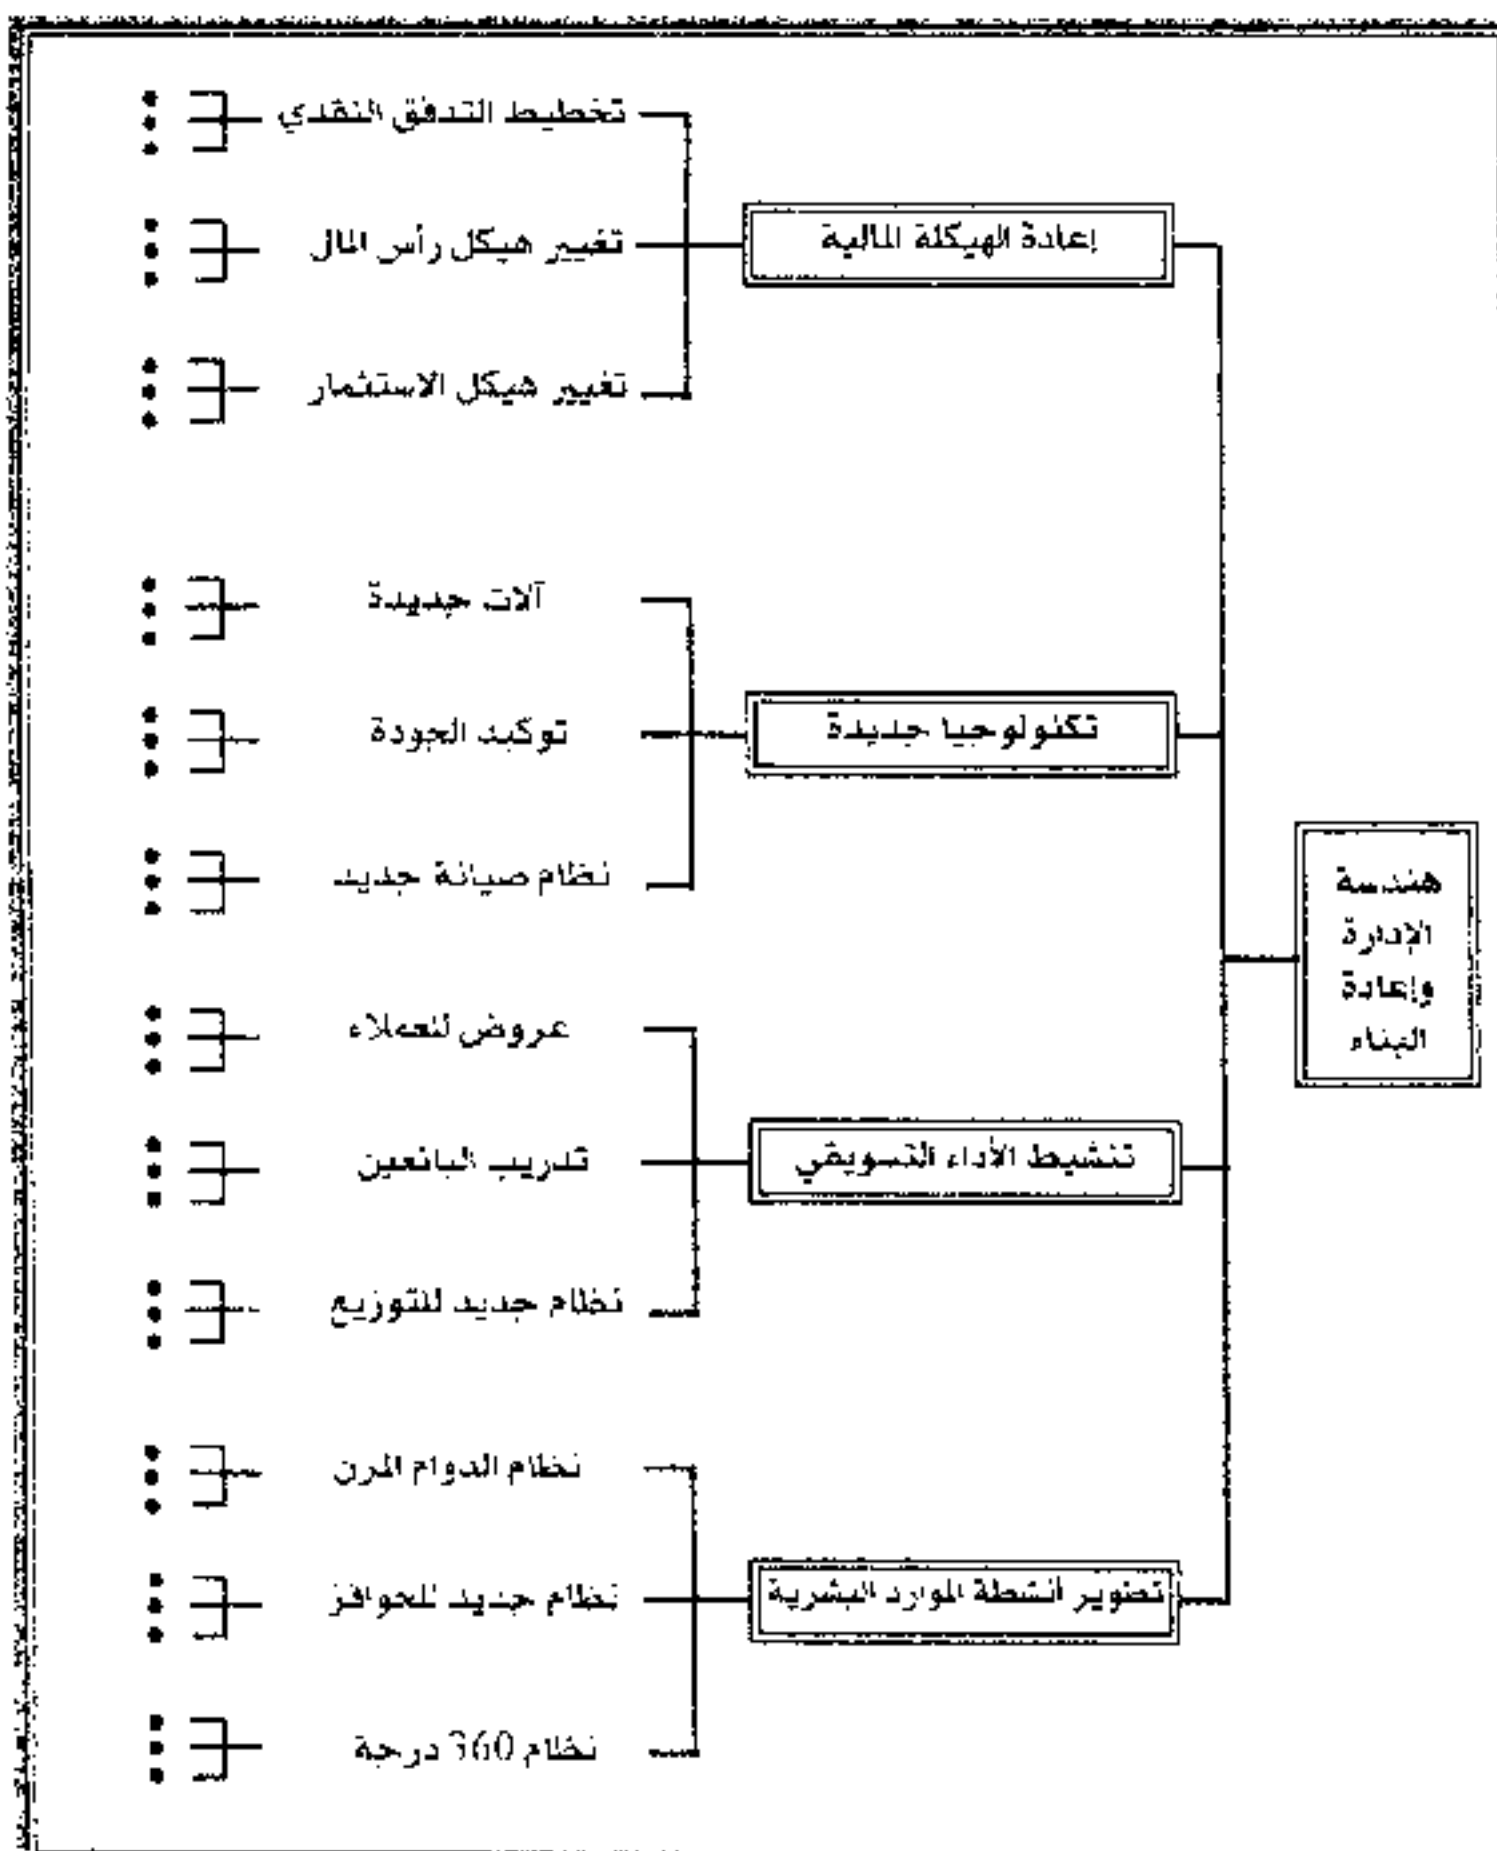 هندسة
الإدارة
وإعادة
البناء
إعادة الهيكلة المالية
تخطيط التدفق النقدي
تغيير هيكل رأس المال
تغيير هيكل الاستثمار
تكنولوجيا جديدة
آلات جديدة
توكيد الجودة
نظام صيانة جديد
تنشيط الأداء التسويقي
عروض للعملاء
تدريب البائعين
نظام جديد للتوزيع
تطوير أنشطة الموارد البشرية
نظام الدوام المرن
نظام جديد للحوافز
نظام 360 درجة